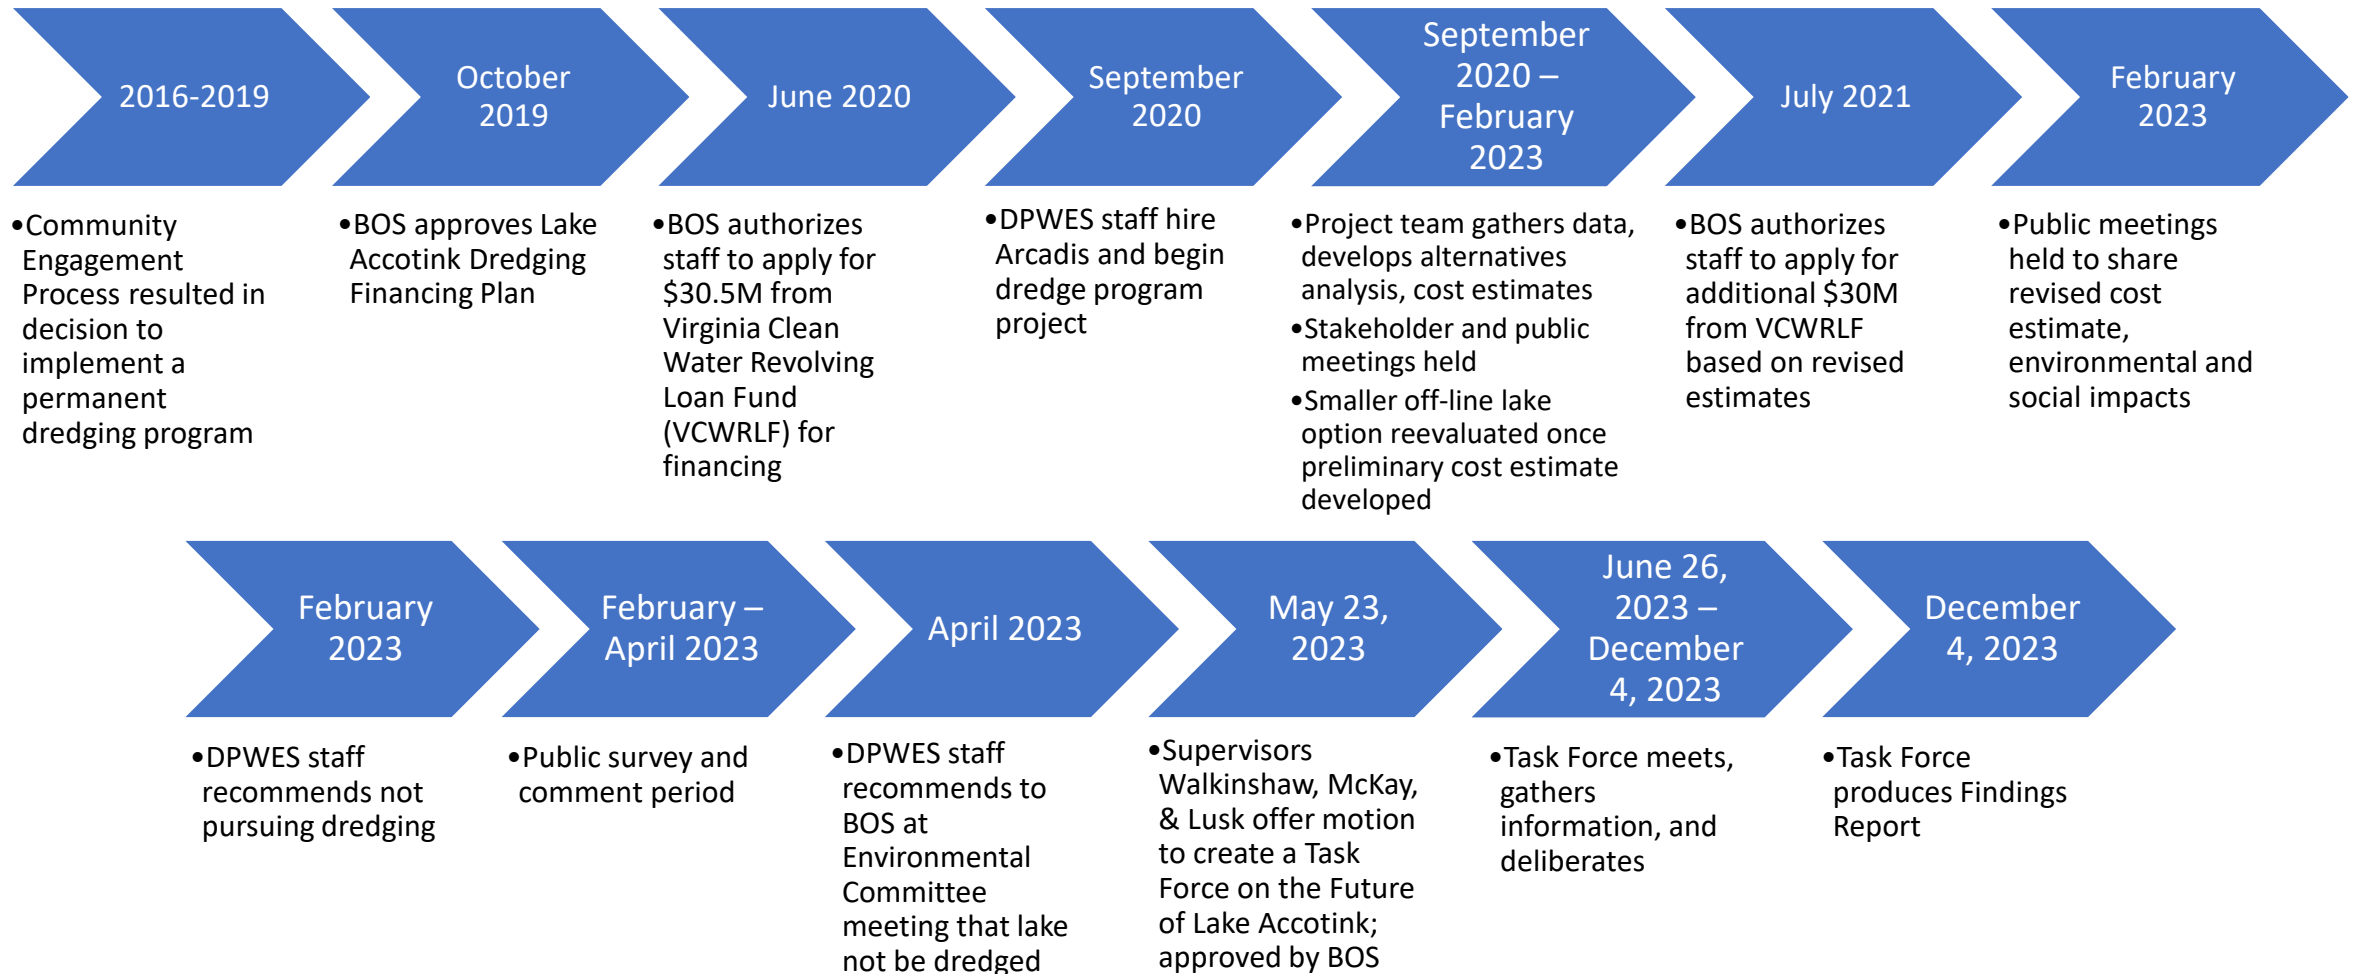 2016-2019
•Community
Engagement
Process resulted in
decision to
implement a
permanent
dredging program
October
2019
•BOS approves Lake
Accotink Dredging
Financing Plan
June 2020
•BOS authorizes
staff to apply for
$30.5M from
Virginia Clean
Water Revolving
Loan Fund
(VCWRLF) for
financing
September
2020
•DPWES staff hire
Arcadis and begin
dredge program
project
September
2020 –
February
2023
•Project team gathers data,
develops alternatives
analysis, cost estimates
•Stakeholder and public
meetings held
•Smaller off-line lake
option reevaluated once
preliminary cost estimate
developed
July 2021
•BOS authorizes
staff to apply for
additional $30M
from VCWRLF
based on revised
estimates
February
2023
•Public meetings
held to share
revised cost
estimate,
environmental and
social impacts
February
2023
•DPWES staff
recommends not
pursuing dredging
February –
April 2023
•Public survey and
comment period
April 2023
•DPWES staff
recommends to
BOS at
Environmental
Committee
meeting that lake
not be dredged
May 23,
2023
•Supervisors
Walkinshaw, McKay,
& Lusk offer motion
to create a Task
Force on the Future
of Lake Accotink;
approved by BOS
June 26,
2023 –
December
4, 2023
•Task Force meets,
gathers
information, and
deliberates
December
4, 2023
•Task Force
produces Findings
Report